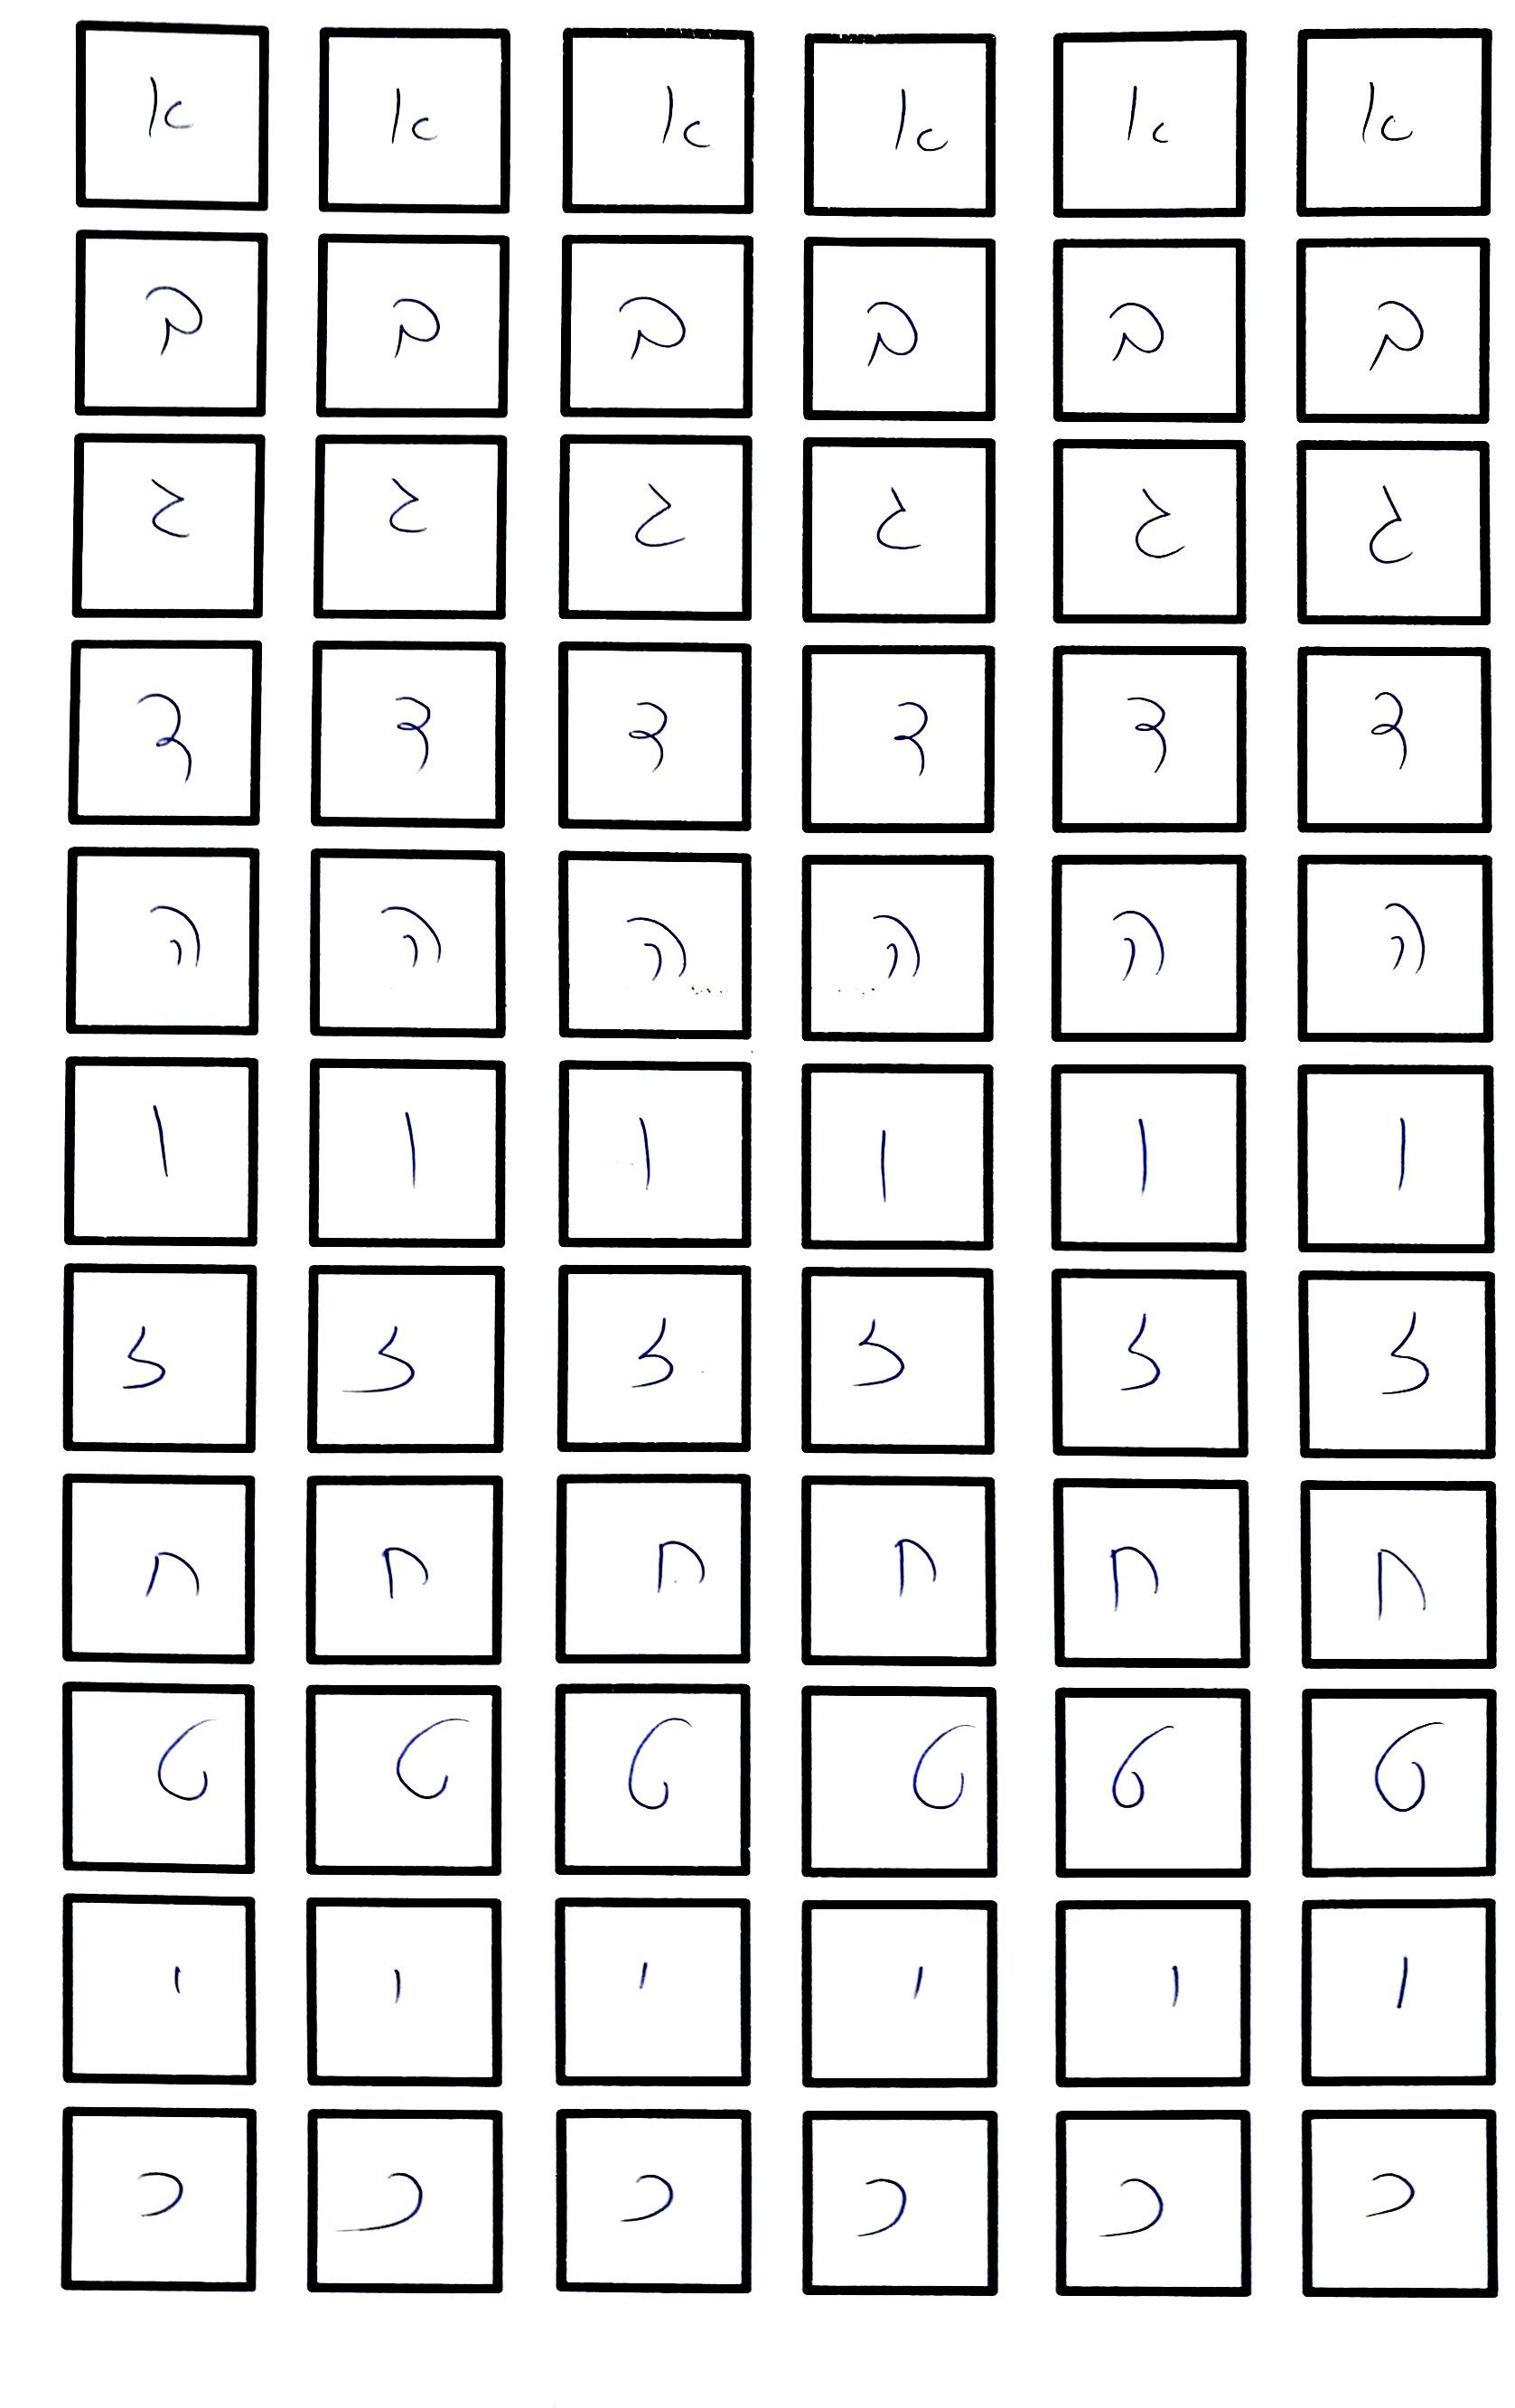 א א א א א א
ב ב ב ב ב ב
ג ג ג ג ג ג
ד ד ד ד ד ד
ה ה ה ה ה ה
ו ו ו ו ו ו
ז ז ז ז ז ז
ח ח ח ח ח ח
ט ט ט ט ט ט
י י י י י י
כ כ כ כ כ כ